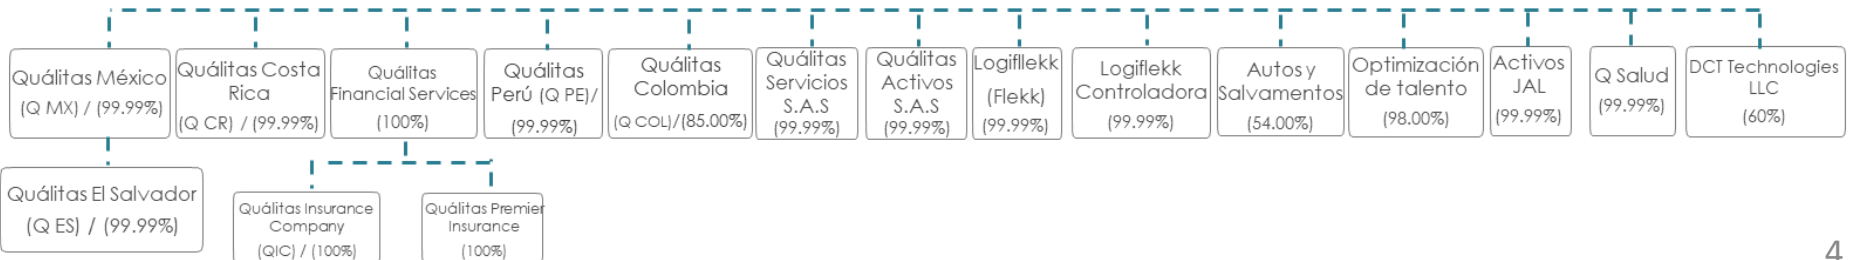 Quálitas México
(Q MX) / (99.99%)
Quálitas Costa
Rica
(Q CR) / (99.99%)
Quálitas
Financial Services
(100%)
Quálitas
Perú (Q PE)/
(99.99%)
Quálitas
Colombia
(Q COL)/(85.00%)
Quálitas
Servicios
S.A.S
(99.99%)
Quálitas
Activos
S.A.S
(99.99%)
Logifllekk
(Flekk)
(99.99%)
Logiflekk
Controladora
(99.99%)
Autos y
Salvamentos
(54.00%)
Optimización
de talento
(98.00%)
Activos
JAL
(99.99%)
Q Salud
(99.99%)
DCT Technologies
LLC
(60%)
Quálitas El Salvador
(Q ES) / (99.99%)
Quálitas Insurance
Company
(QIC) / (100%)
Quálitas Premier
Insurance
(100%)
4